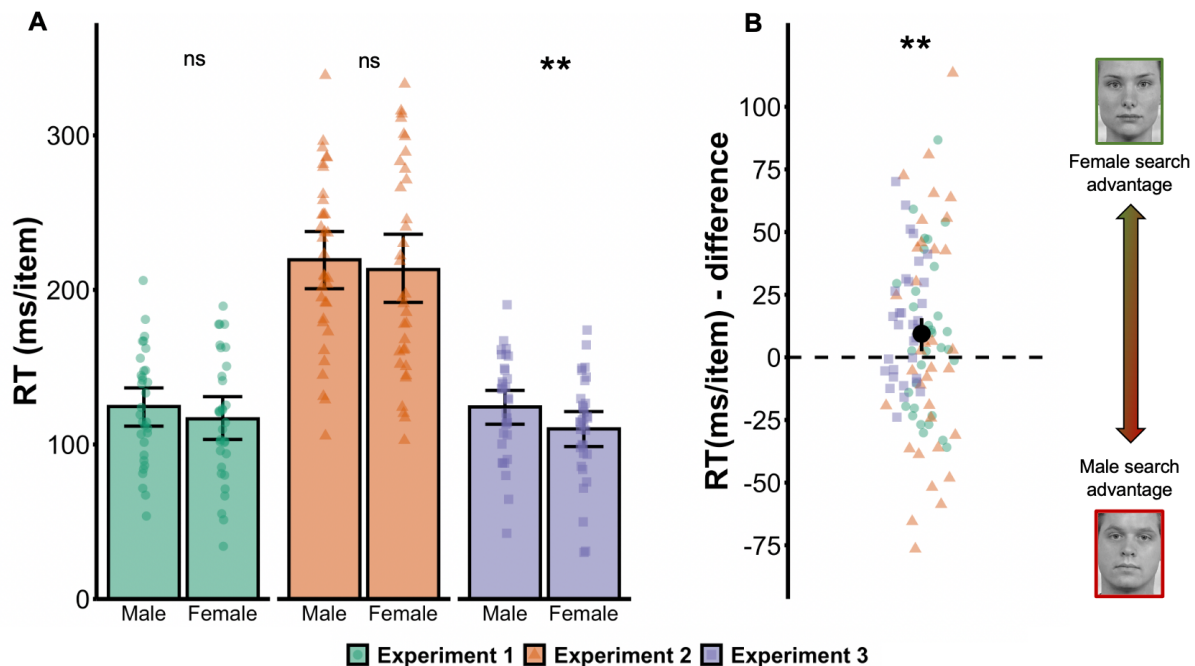 A
ns
ns
**
RT (ms/item)
300
200
100
0
Male
Female
Male
Female
Male
Female
B
**
RT(ms/item) - difference
100
75
50
25
0
-25
-50
-75
Female search
advantage
Male search
advantage
Experiment 1
Experiment 2
Experiment 3